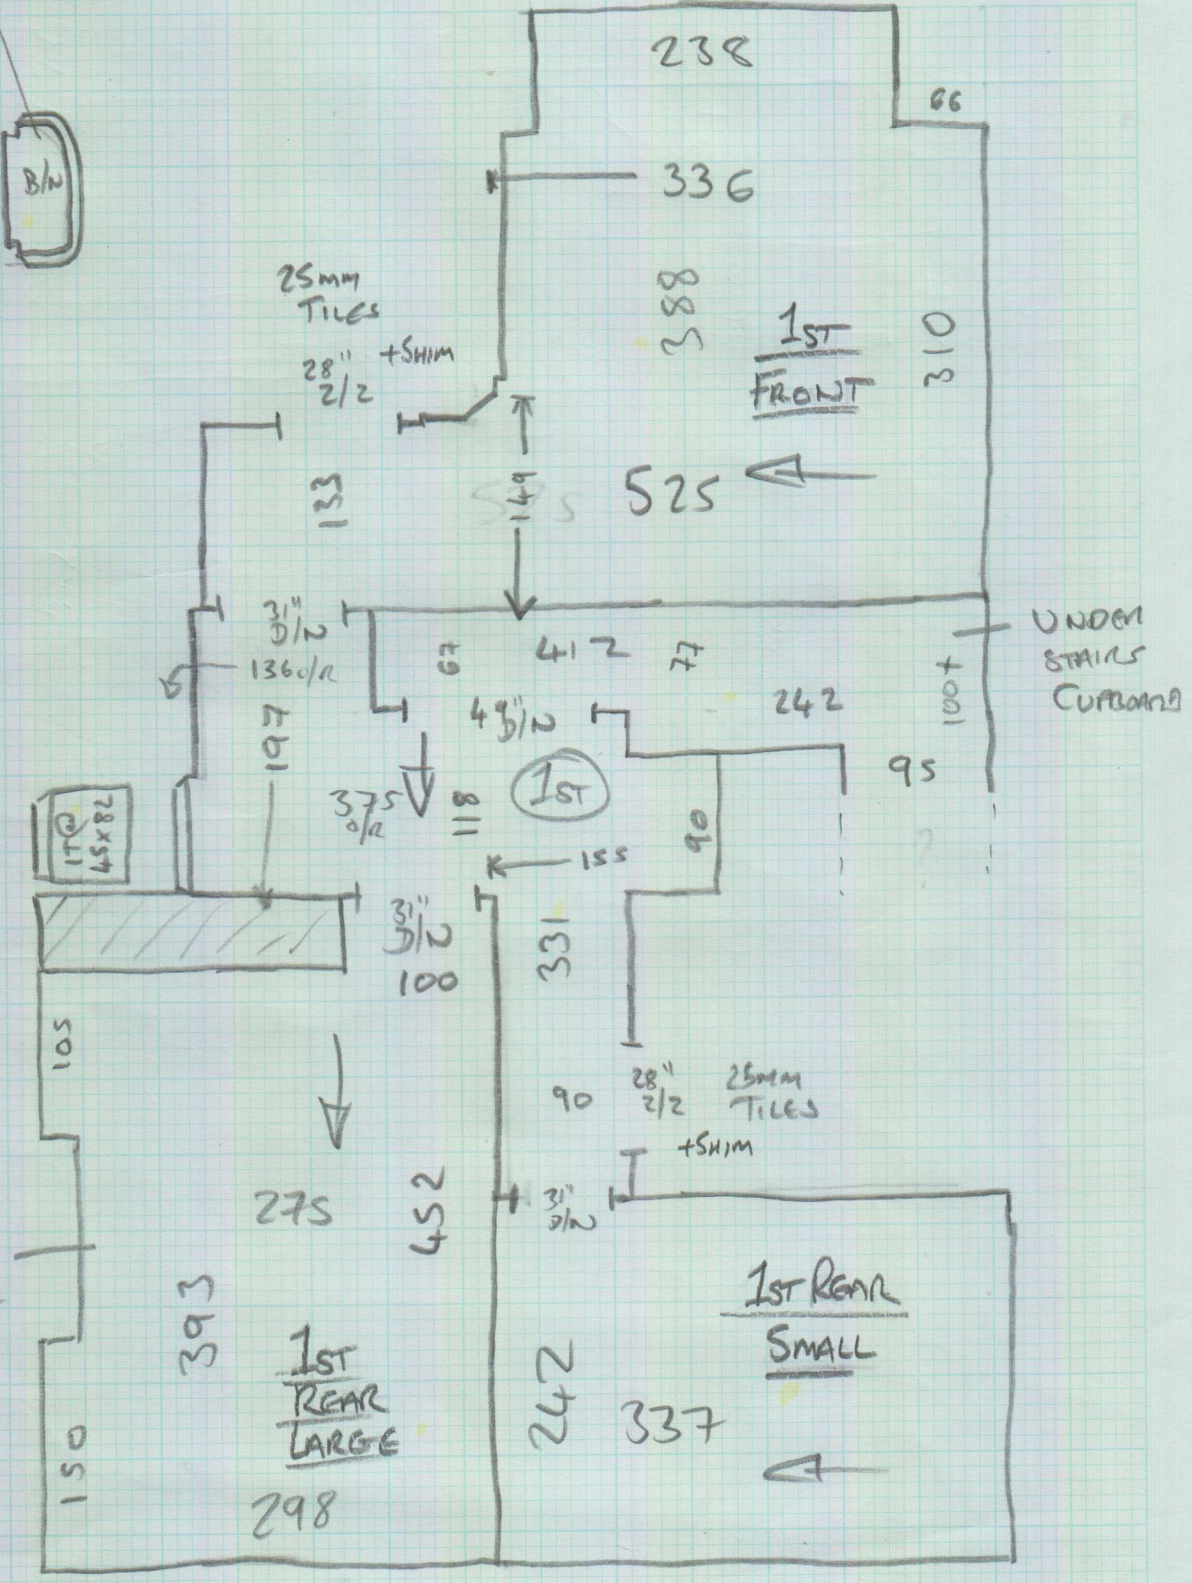 238
66
B/N
336
25mm
TILES
388
28"
2/2
+SHIM
310
1ST
FRONT
133
149
525
31"
D/N
136 O/R
67
412
77
UNDER
STAIRS
CUPBOARD
100+
242
49"
D/N
197
95
1ST
375
O/R
118
1T@
45x82
90
155
31"
D/N
100
331
105
90
28"
2/2
25mm
TILES
+SHIM
31"
D/N
275
452
1ST REAR
SMALL
393
1ST
REAR
LARGE
242
337
150
298